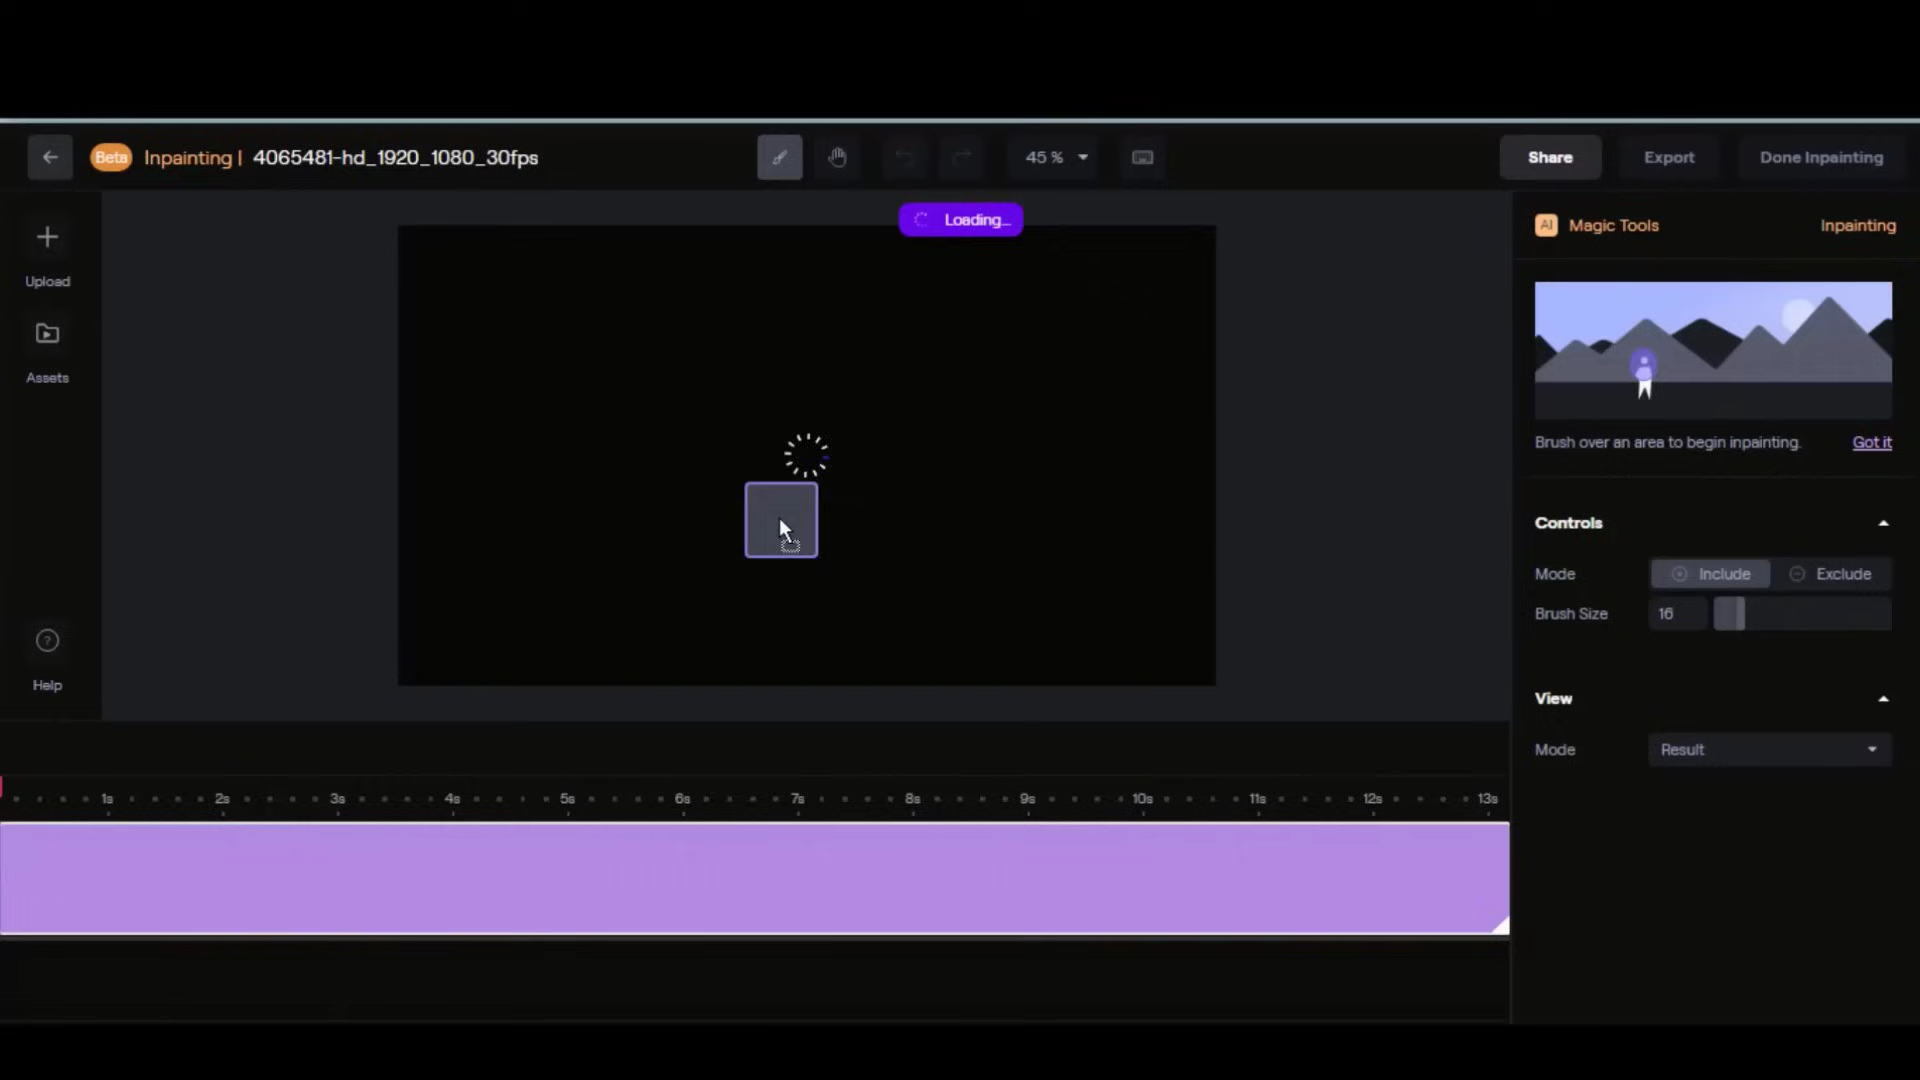 Beta Inpainting | 4065481-hd_1920_1080_30fps 45 % Share Export Done Inpainting
Loading...
AI Magic Tools Inpainting
Upload
Assets
Brush over an area to begin inpainting. Got it
Controls
Mode Include Exclude
Brush Size 16
Help
View
Mode Result
1s 2s 3s 4s 5s 6s 7s 8s 9s 10s 11s 12s 13s